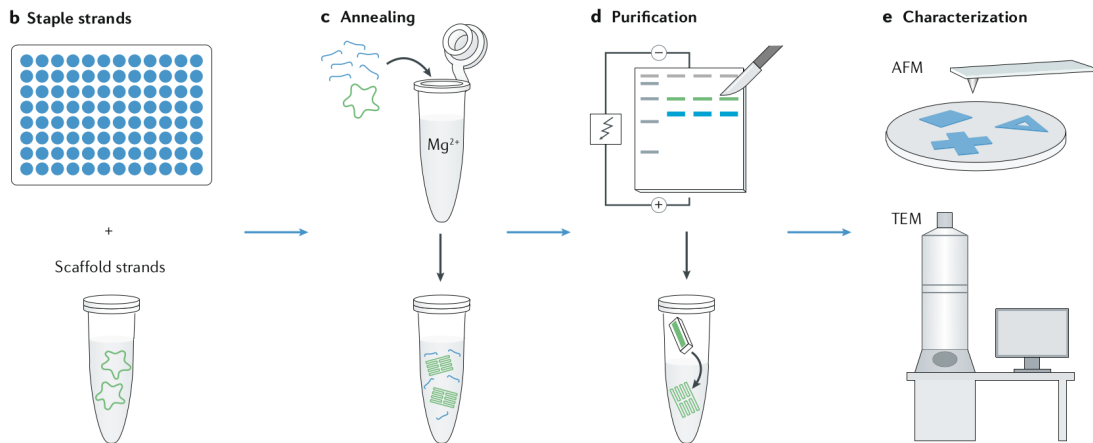 b Staple strands
+
Scaffold strands
c Annealing
Mg²⁺
d Purification
−
+
e Characterization
AFM
TEM